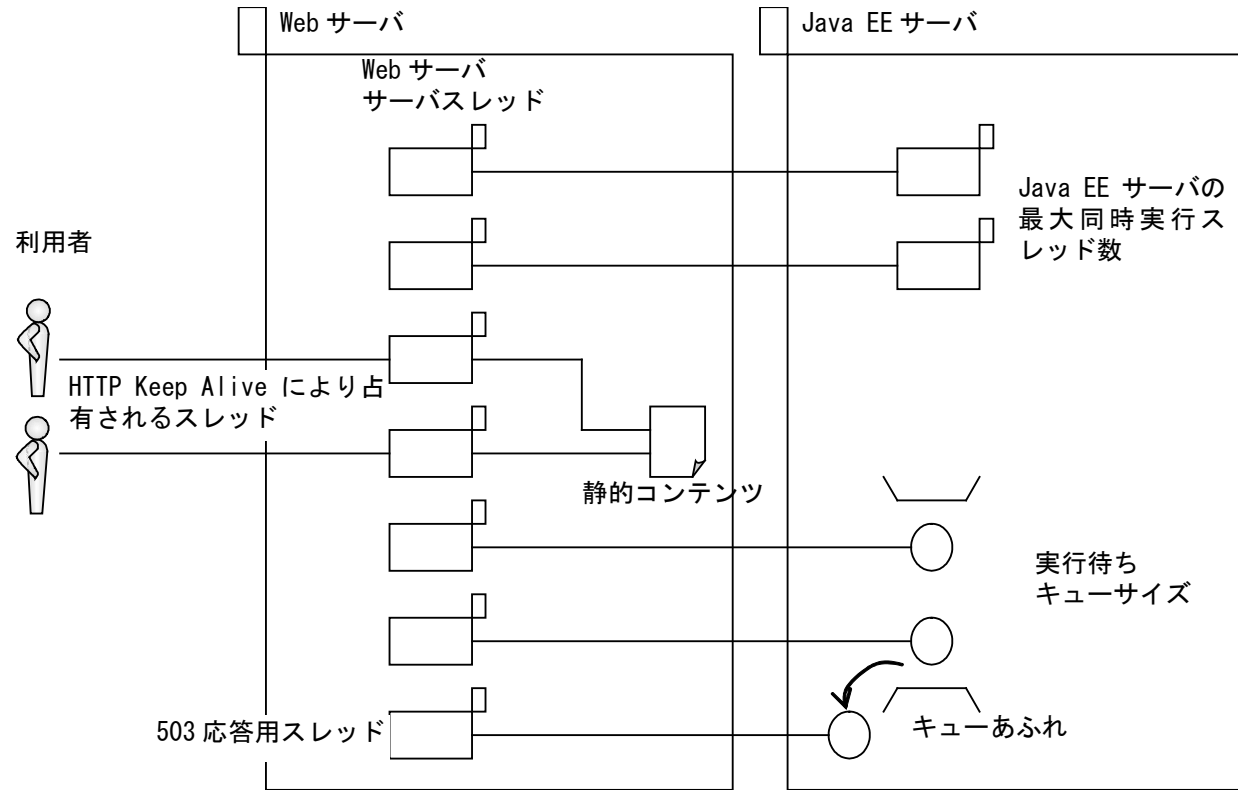 Web サーバ
Java EE サーバ
Web サーバ
サーバスレッド
Java EE サーバの
最大同時実行ス
レッド数
利用者
HTTP Keep Alive により占
有されるスレッド
静的コンテンツ
実行待ち
キューサイズ
503 応答用スレッド
キューあふれ